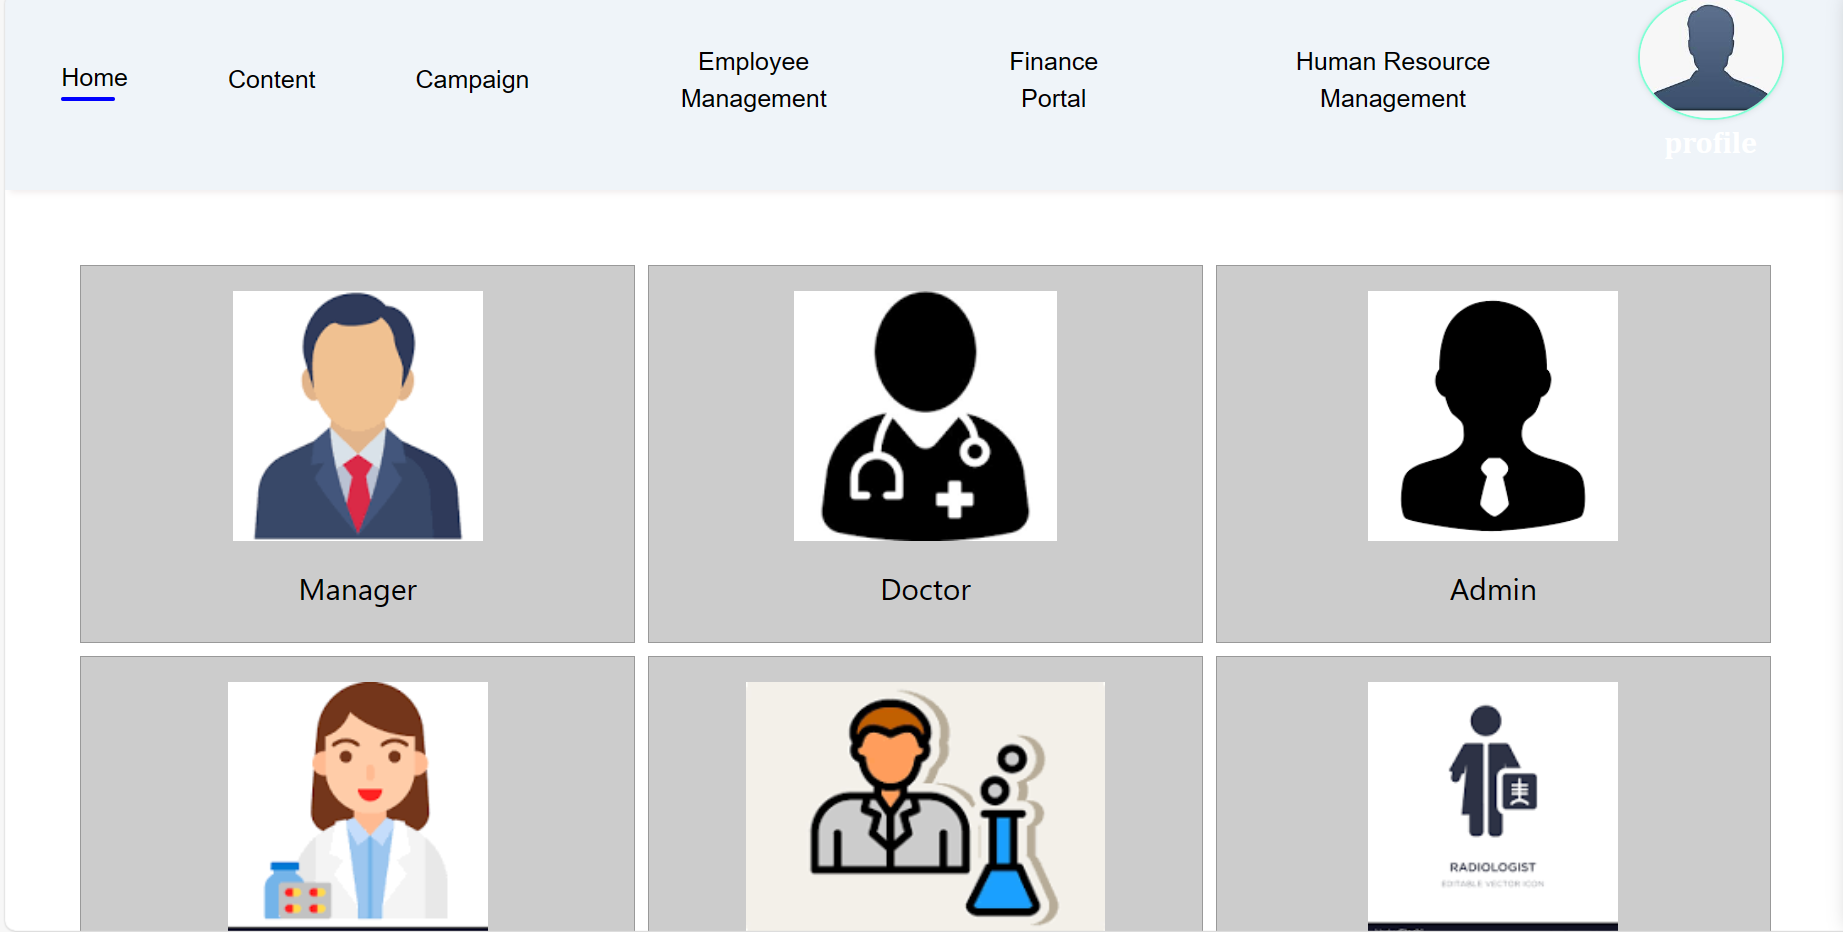 Home
Content
Campaign
Employee
Management
Finance
Portal
Human Resource
Management
profile
Manager
Doctor
Admin
RADIOLOGIST
EDITABLE VECTOR ICON